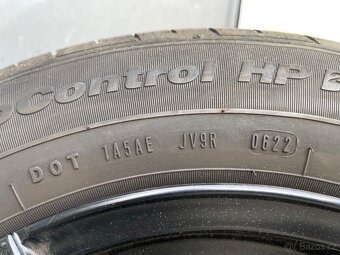 Control HP
DOT 1A5AE JV9R 0622